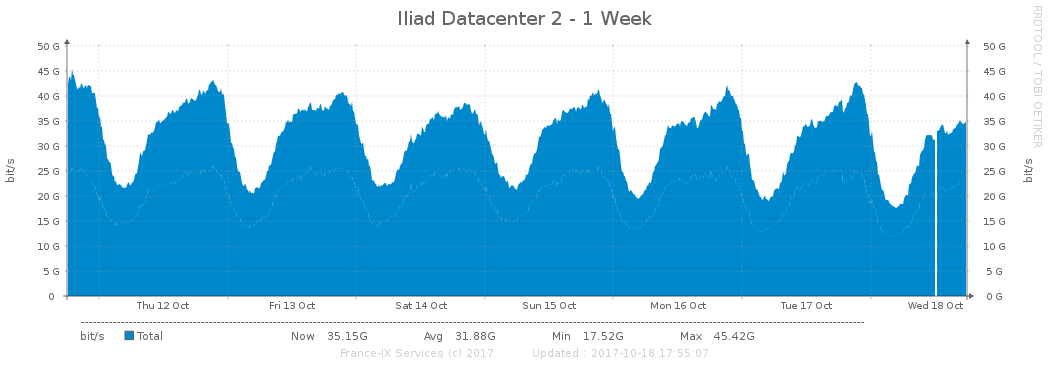 Iliad Datacenter 2 - 1 Week
RRDTOOL / TOBI OETIKER
50 G 50 G
45 G 45 G
40 G 40 G
35 G 35 G
30 G 30 G
25 G 25 G
20 G 20 G
15 G 15 G
10 G 10 G
5 G 5 G
0 0 G
bit/s
bit/s
Thu 12 Oct Fri 13 Oct Sat 14 Oct Sun 15 Oct Mon 16 Oct Tue 17 Oct Wed 18 Oct
bit/s Total Now 35.15G Avg 31.88G Min 17.52G Max 45.42G
France-IX Services (c) 2017 Updated : 2017-10-18 17:55:07